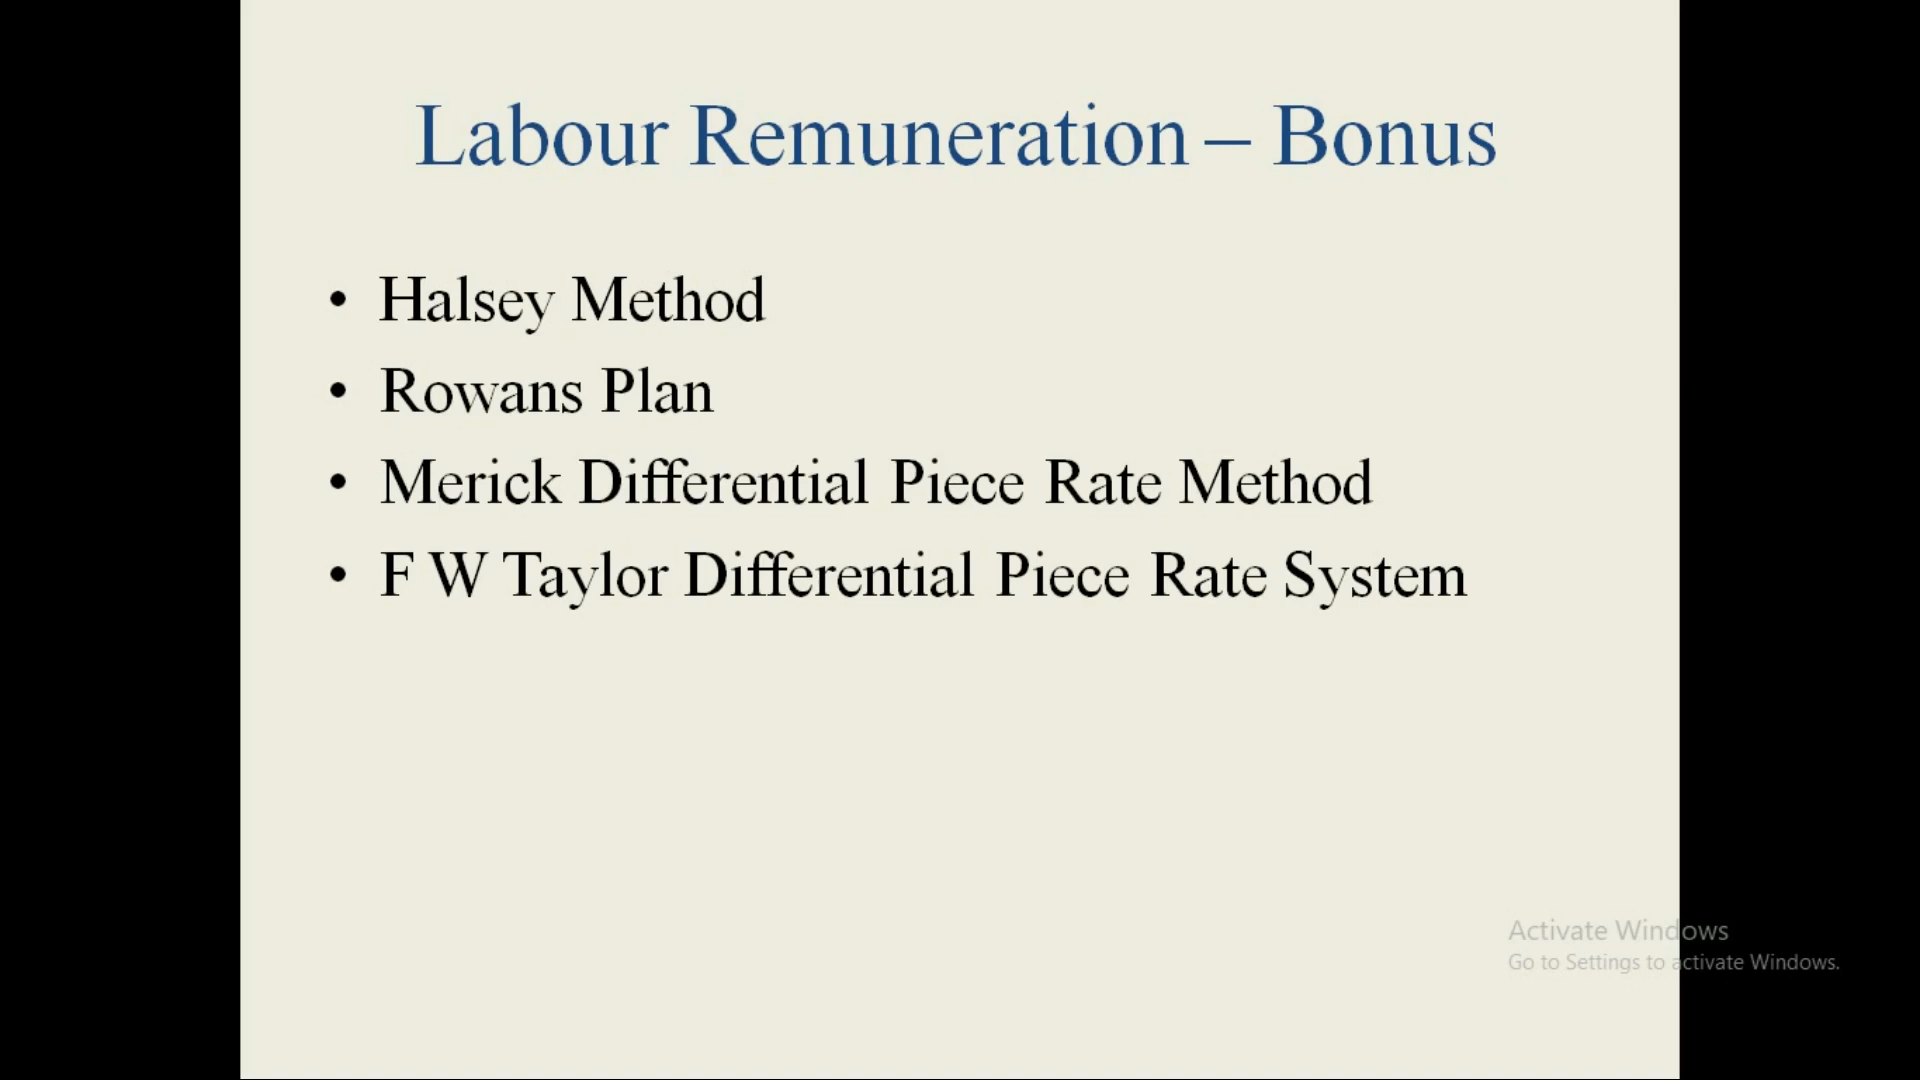 Labour Remuneration – Bonus
• Halsey Method
• Rowans Plan
• Merick Differential Piece Rate Method
• F W Taylor Differential Piece Rate System
Activate Windows
Go to Settings to activate Windows.